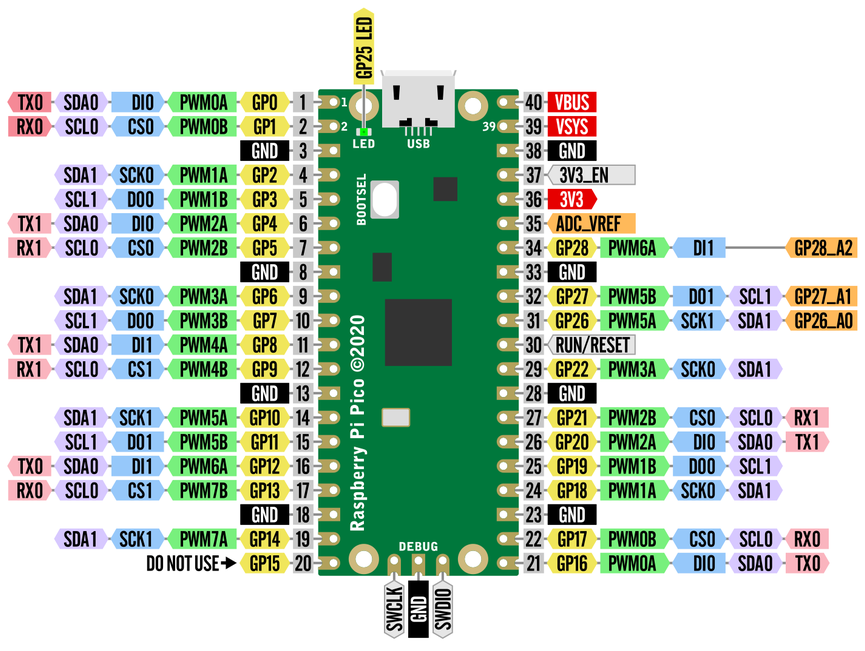 GP25 LED
TX0 SDA0 DI0 PWM0A GP0 1 1 40 VBUS
RX0 SCL0 CS0 PWM0B GP1 2 2 39 39 VSYS
LED USB
GND 3 38 GND
SDA1 SCK0 PWM1A GP2 4 37 3V3_EN
SCL1 DO0 PWM1B GP3 5 36 3V3
BOOTSEL
TX1 SDA0 DI0 PWM2A GP4 6 35 ADC_VREF
RX1 SCL0 CS0 PWM2B GP5 7 34 GP28 PWM6A DI1 GP28_A2
GND 8 33 GND
SDA1 SCK0 PWM3A GP6 9 32 GP27 PWM5B DO1 SCL1 GP27_A1
SCL1 DO0 PWM3B GP7 10 31 GP26 PWM5A SCK1 SDA1 GP26_A0
TX1 SDA0 DI1 PWM4A GP8 11 30 RUN/RESET
RX1 SCL0 CS1 PWM4B GP9 12 29 GP22 PWM3A SCK0 SDA1
GND 13 28 GND
Raspberry Pi Pico ©2020
SDA1 SCK1 PWM5A GP10 14 27 GP21 PWM2B CS0 SCL0 RX1
SCL1 DO1 PWM5B GP11 15 26 GP20 PWM2A DI0 SDA0 TX1
TX0 SDA0 DI1 PWM6A GP12 16 25 GP19 PWM1B DO0 SCL1
RX0 SCL0 CS1 PWM7B GP13 17 24 GP18 PWM1A SCK0 SDA1
GND 18 23 GND
SDA1 SCK1 PWM7A GP14 19 22 GP17 PWM0B CS0 SCL0 RX0
DEBUG
DO NOT USE→ GP15 20 21 GP16 PWM0A DI0 SDA0 TX0
SWCLK GND SWDIO